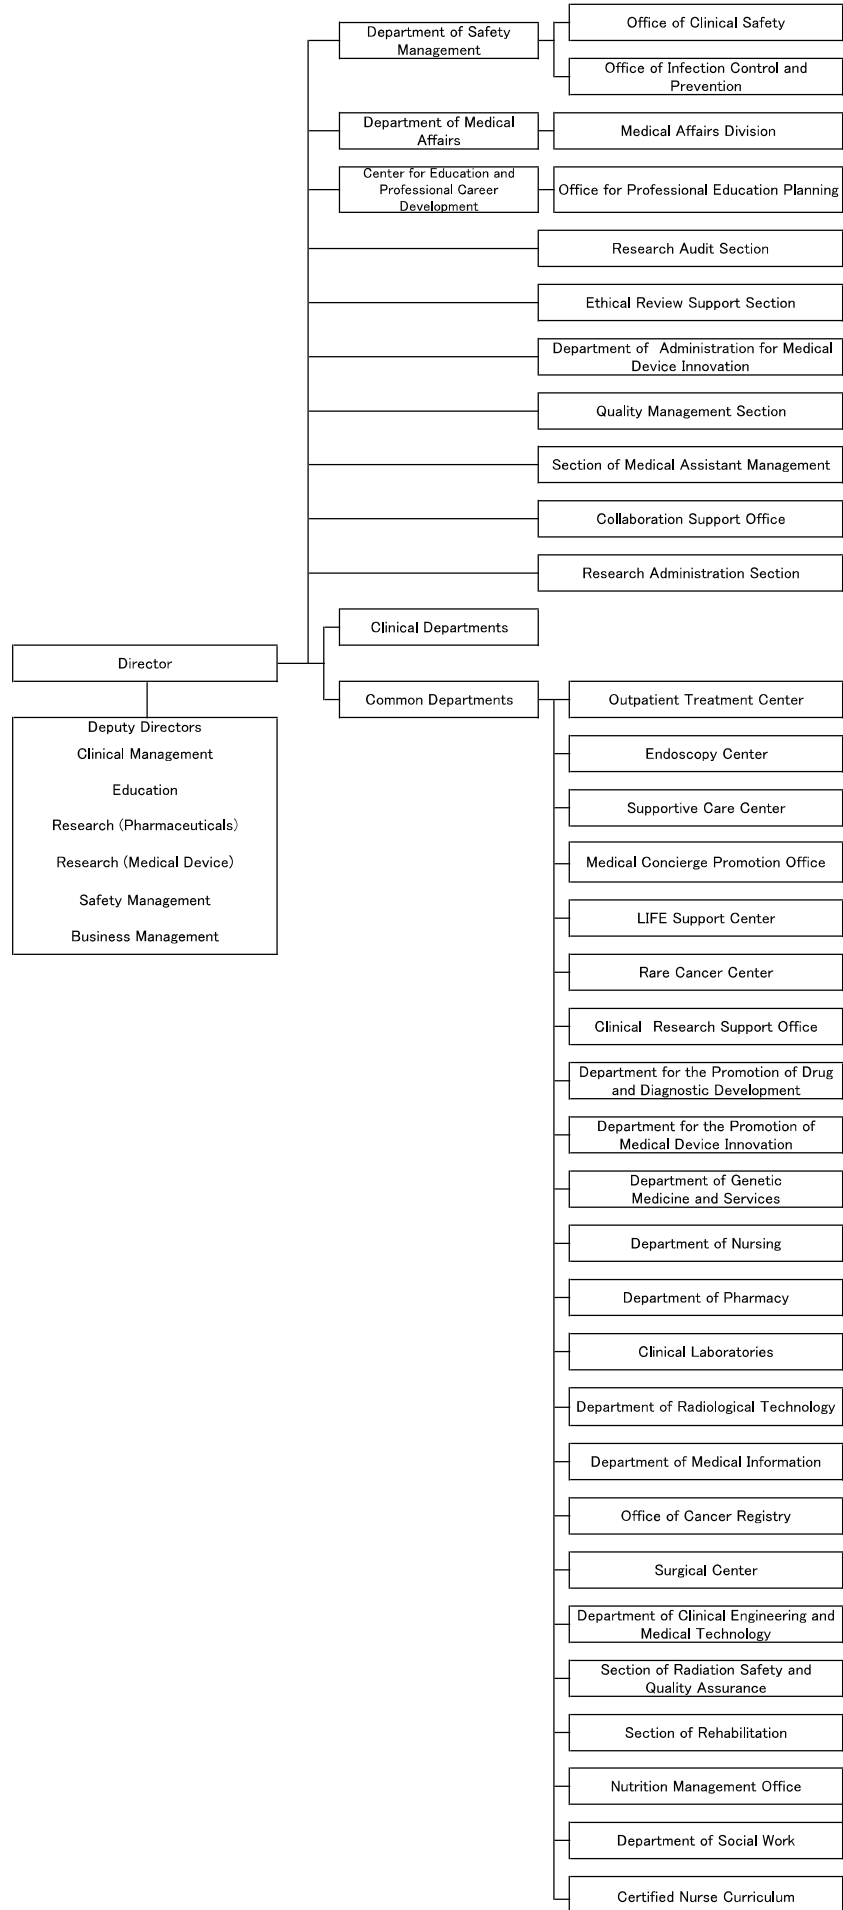 Department of Safety
Management
Office of Clinical Safety
Office of Infection Control and
Prevention
Department of Medical
Affairs
Medical Affairs Division
Center for Education and
Professional Career
Development
Office for Professional Education Planning
Research Audit Section
Ethical Review Support Section
Department of Administration for Medical
Device Innovation
Quality Management Section
Section of Medical Assistant Management
Collaboration Support Office
Research Administration Section
Clinical Departments
Director
Common Departments
Deputy Directors
Clinical Management
Education
Research (Pharmaceuticals)
Research (Medical Device)
Safety Management
Business Management
Outpatient Treatment Center
Endoscopy Center
Supportive Care Center
Medical Concierge Promotion Office
LIFE Support Center
Rare Cancer Center
Clinical Research Support Office
Department for the Promotion of Drug
and Diagnostic Development
Department for the Promotion of
Medical Device Innovation
Department of Genetic
Medicine and Services
Department of Nursing
Department of Pharmacy
Clinical Laboratories
Department of Radiological Technology
Department of Medical Information
Office of Cancer Registry
Surgical Center
Department of Clinical Engineering and
Medical Technology
Section of Radiation Safety and
Quality Assurance
Section of Rehabilitation
Nutrition Management Office
Department of Social Work
Certified Nurse Curriculum